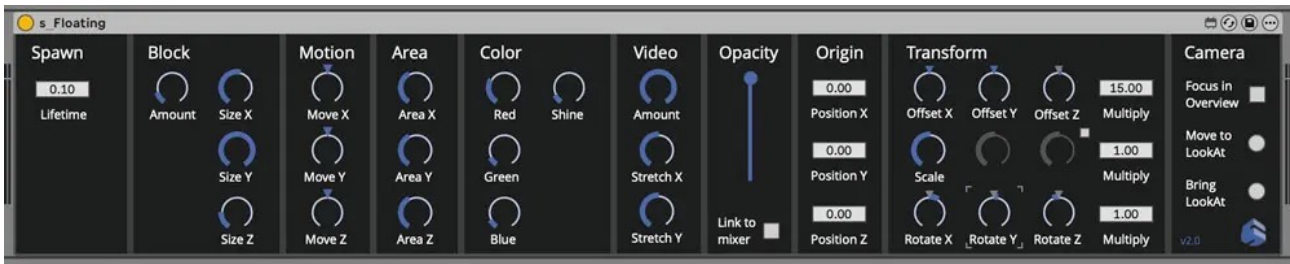 s_Floating
Spawn
0.10
Lifetime
Block
Amount
Size X
Size Y
Size Z
Motion
Move X
Move Y
Move Z
Area
Area X
Area Y
Area Z
Color
Red
Shine
Green
Blue
Video
Amount
Stretch X
Stretch Y
Opacity
Link to
mixer
Origin
0.00
Position X
0.00
Position Y
0.00
Position Z
Transform
15.00
Offset X Offset Y Offset Z Multiply
1.00
Scale Multiply
1.00
Rotate X Rotate Y Rotate Z Multiply
Camera
Focus in
Overview
Move to
LookAt
Bring
LookAt
v2.0